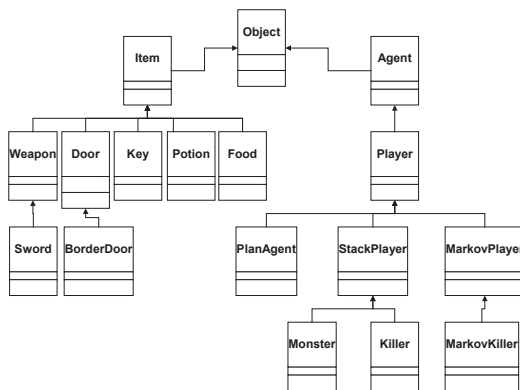 Object
Item
Agent
Weapon
Door
Key
Potion
Food
Player
Sword
BorderDoor
PlanAgent
StackPlayer
MarkovPlayer
Monster
Killer
MarkovKiller